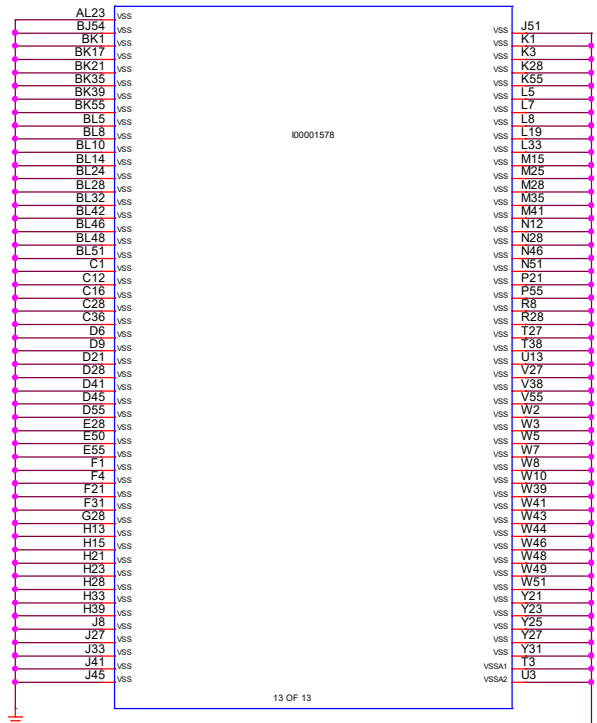 AL23 VSS
BJ54 VSS VSS J51
BK1 VSS VSS K1
BK17 VSS VSS K3
BK21 VSS VSS K28
BK35 VSS VSS K55
BK39 VSS VSS L5
BK55 VSS VSS L7
BL5 VSS VSS L8
BL8 VSS I00001578 VSS L19
BL10 VSS VSS L33
BL14 VSS VSS M15
BL24 VSS VSS M25
BL28 VSS VSS M28
BL32 VSS VSS M35
BL42 VSS VSS M41
BL46 VSS VSS N12
BL48 VSS VSS N28
BL51 VSS VSS N46
C1 VSS VSS N51
C12 VSS VSS P21
C16 VSS VSS P55
C28 VSS VSS R8
C36 VSS VSS R28
D6 VSS VSS T27
D9 VSS VSS T38
D21 VSS VSS U13
D28 VSS VSS V27
D41 VSS VSS V38
D45 VSS VSS V55
D55 VSS VSS W2
E28 VSS VSS W3
E50 VSS VSS W5
E55 VSS VSS W7
F1 VSS VSS W8
F4 VSS VSS W10
F21 VSS VSS W39
F31 VSS VSS W41
G28 VSS VSS W43
H13 VSS VSS W44
H15 VSS VSS W46
H21 VSS VSS W48
H23 VSS VSS W49
H28 VSS VSS W51
H33 VSS VSS Y21
H39 VSS VSS Y23
J8 VSS VSS Y25
J27 VSS VSS Y27
J33 VSS VSS Y31
J41 VSS VSSA1 T3
J45 VSS VSSA2 U3
13 OF 13